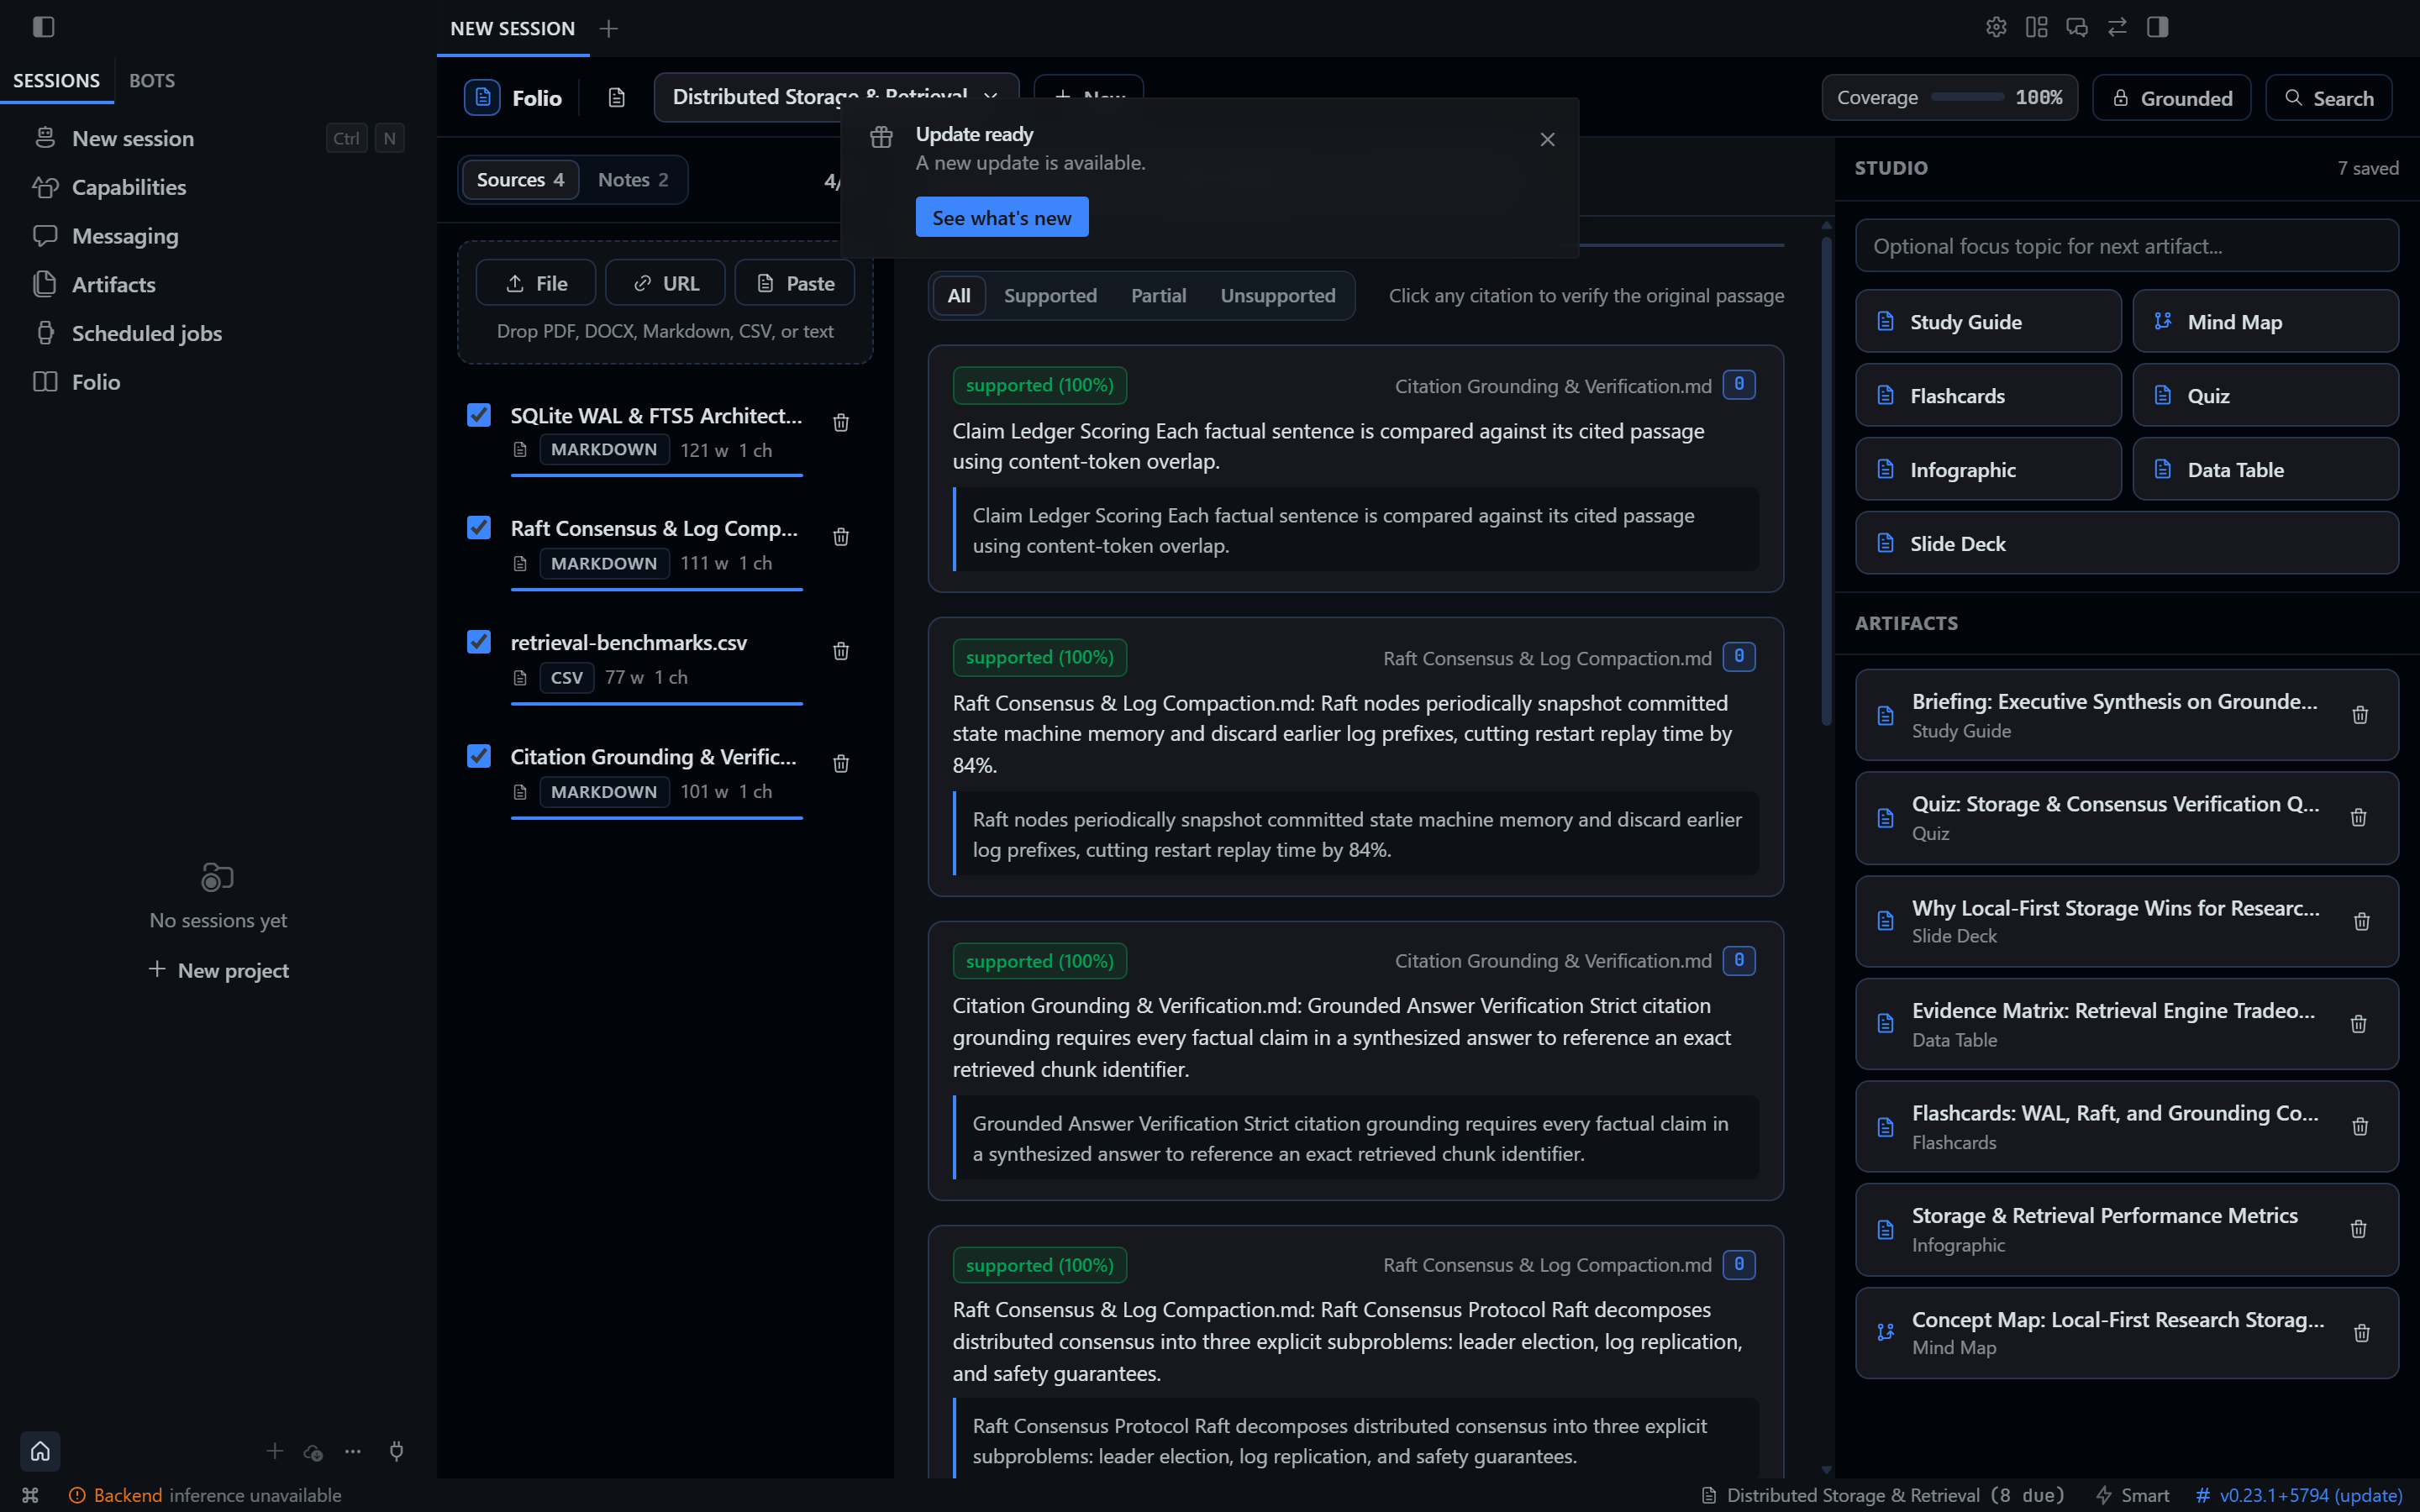 NEW SESSION
SESSIONS
BOTS
New session
Ctrl
N
Capabilities
Messaging
Artifacts
Scheduled jobs
Folio
No sessions yet
New project
Backend inference unavailable
Folio
Distributed Storage & Retrieval
New
Coverage
100%
Grounded
Search
Update ready
A new update is available.
See what's new
Sources 4
Notes 2
4/
File
URL
Paste
Drop PDF, DOCX, Markdown, CSV, or text
SQLite WAL & FTS5 Architect...
MARKDOWN 121 w 1 ch
Raft Consensus & Log Comp...
MARKDOWN 111 w 1 ch
retrieval-benchmarks.csv
CSV 77 w 1 ch
Citation Grounding & Verific...
MARKDOWN 101 w 1 ch
All
Supported
Partial
Unsupported
Click any citation to verify the original passage
supported (100%)
Citation Grounding & Verification.md 0
Claim Ledger Scoring Each factual sentence is compared against its cited passage
using content-token overlap.
Claim Ledger Scoring Each factual sentence is compared against its cited passage
using content-token overlap.
supported (100%)
Raft Consensus & Log Compaction.md 0
Raft Consensus & Log Compaction.md: Raft nodes periodically snapshot committed
state machine memory and discard earlier log prefixes, cutting restart replay time by
84%.
Raft nodes periodically snapshot committed state machine memory and discard earlier
log prefixes, cutting restart replay time by 84%.
supported (100%)
Citation Grounding & Verification.md 0
Citation Grounding & Verification.md: Grounded Answer Verification Strict citation
grounding requires every factual claim in a synthesized answer to reference an exact
retrieved chunk identifier.
Grounded Answer Verification Strict citation grounding requires every factual claim in
a synthesized answer to reference an exact retrieved chunk identifier.
supported (100%)
Raft Consensus & Log Compaction.md 0
Raft Consensus & Log Compaction.md: Raft Consensus Protocol Raft decomposes
distributed consensus into three explicit subproblems: leader election, log replication,
and safety guarantees.
Raft Consensus Protocol Raft decomposes distributed consensus into three explicit
subproblems: leader election, log replication, and safety guarantees.
STUDIO
7 saved
Optional focus topic for next artifact...
Study Guide
Mind Map
Flashcards
Quiz
Infographic
Data Table
Slide Deck
ARTIFACTS
Briefing: Executive Synthesis on Grounde...
Study Guide
Quiz: Storage & Consensus Verification Q...
Quiz
Why Local-First Storage Wins for Researc...
Slide Deck
Evidence Matrix: Retrieval Engine Tradeo...
Data Table
Flashcards: WAL, Raft, and Grounding Co...
Flashcards
Storage & Retrieval Performance Metrics
Infographic
Concept Map: Local-First Research Storag...
Mind Map
Distributed Storage & Retrieval (8 due)
Smart
# v0.23.1+5794 (update)